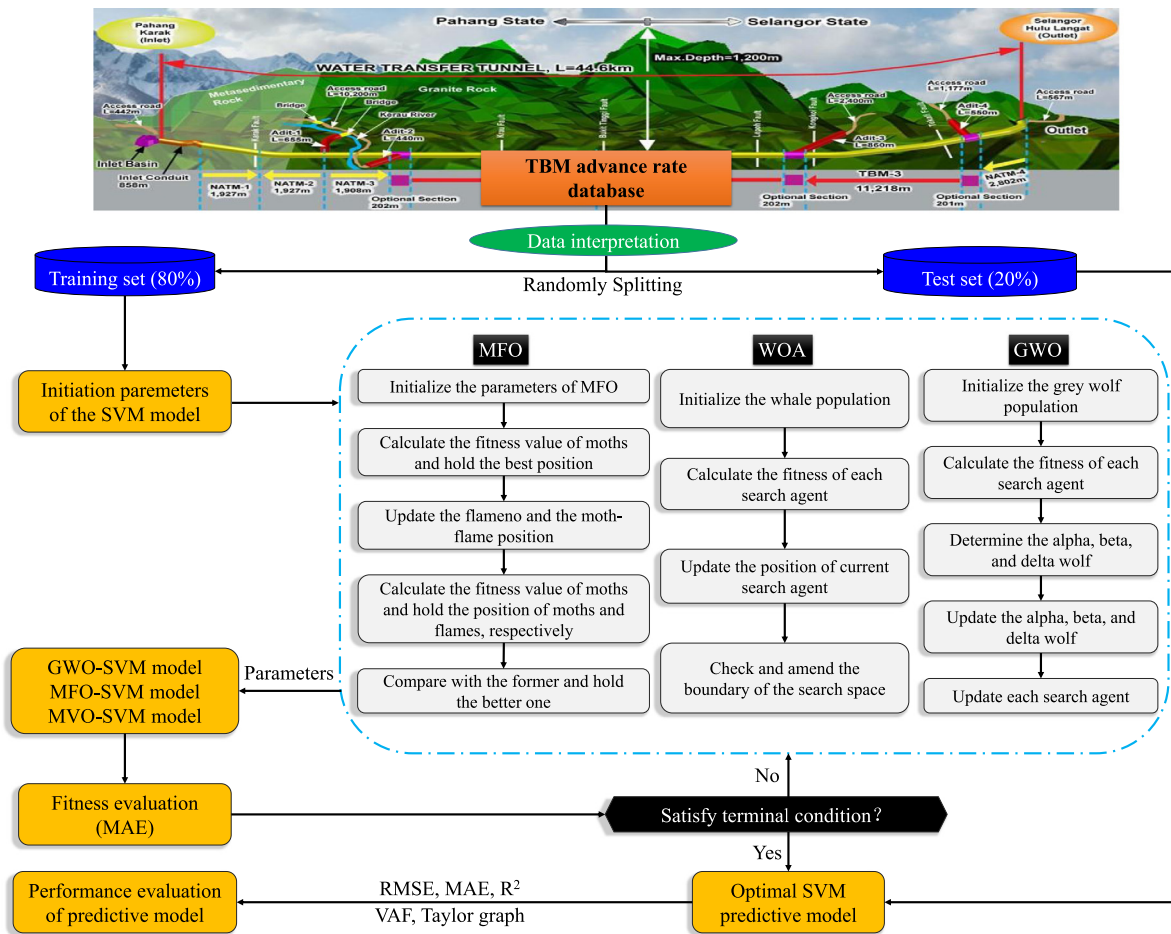 Pahang State
Selangor State
Pahang
Karak
(Inlet)
Selangor
Hulu Langat
(Outlet)
Max.Depth=1,200m
WATER TRANSFER TUNNEL, L=44.6km
Metasedimentary
Rock
Granite Rock
Access road
L=442m
Bridge
Access road
L=10,200m
Bridge
Kerau River
Adit-1
L=655m
Adit-2
L=440m
Karak Fault
Krau Fault
Bukit Tinggi Fault
Lepoh Fault
Kongkoi Fault
Access road
L=2,400m
Access road
L=1,177m
Adit-4
L=550m
Access road
L=567m
Outlet
Adit-3
L=860m
Inlet Basin
Inlet Conduit
858m
NATM-1
1,927m
NATM-2
1,927m
NATM-3
1,908m
Optional Section
202m
TBM advance rate
database
Optional Section
202m
TBM-3
11,218m
Optional Section
201m
NATM-4
2,802m
Data interpretation
Training set (80%)
Randomly Splitting
Test set (20%)
Initiation paremeters
of the SVM model
MFO
Initialize the parameters of MFO
Calculate the fitness value of moths
and hold the best position
Update the flameno and the moth-
flame position
Calculate the fitness value of moths
and hold the position of moths and
flames, respectively
Compare with the former and hold
the better one
WOA
Initialize the whale population
Calculate the fitness of each
search agent
Update the position of current
search agent
Check and amend the
boundary of the search space
GWO
Initialize the grey wolf
population
Calculate the fitness of each
search agent
Determine the alpha, beta,
and delta wolf
Update the alpha, beta, and
delta wolf
Update each search agent
GWO-SVM model
MFO-SVM model
MVO-SVM model
Parameters
Fitness evaluation
(MAE)
No
Satisfy terminal condition?
Yes
Optimal SVM
predictive model
RMSE, MAE, R²
VAF, Taylor graph
Performance evaluation
of predictive model